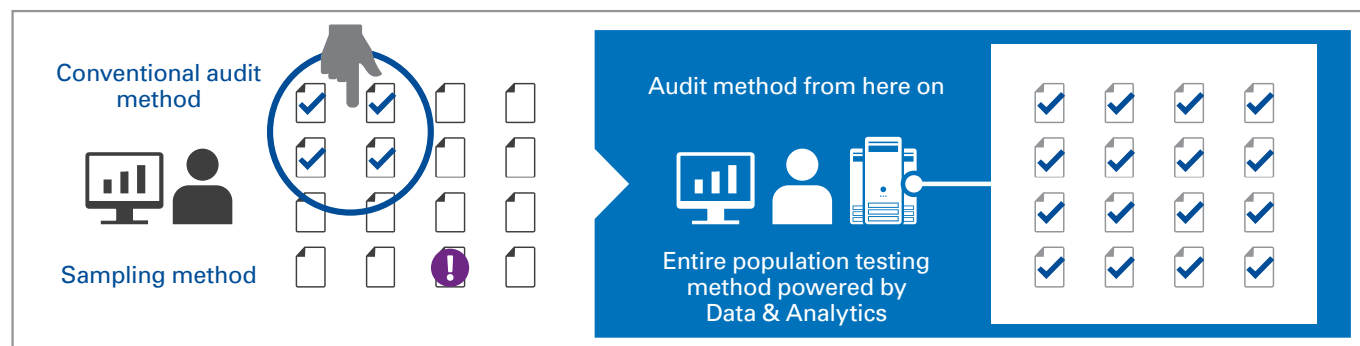 Conventional audit
method
Sampling method
!
Audit method from here on
Entire population testing
method powered by
Data & Analytics